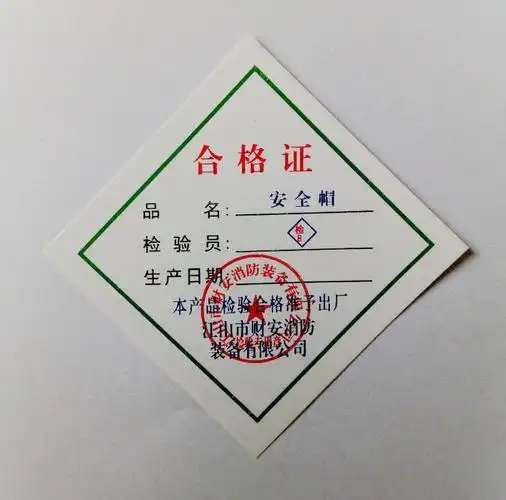 合格证
品 名: 安全帽
检验员: 检 8
生产日期:
本产品检验合格准予出厂
江山市财安消防
装备有限公司